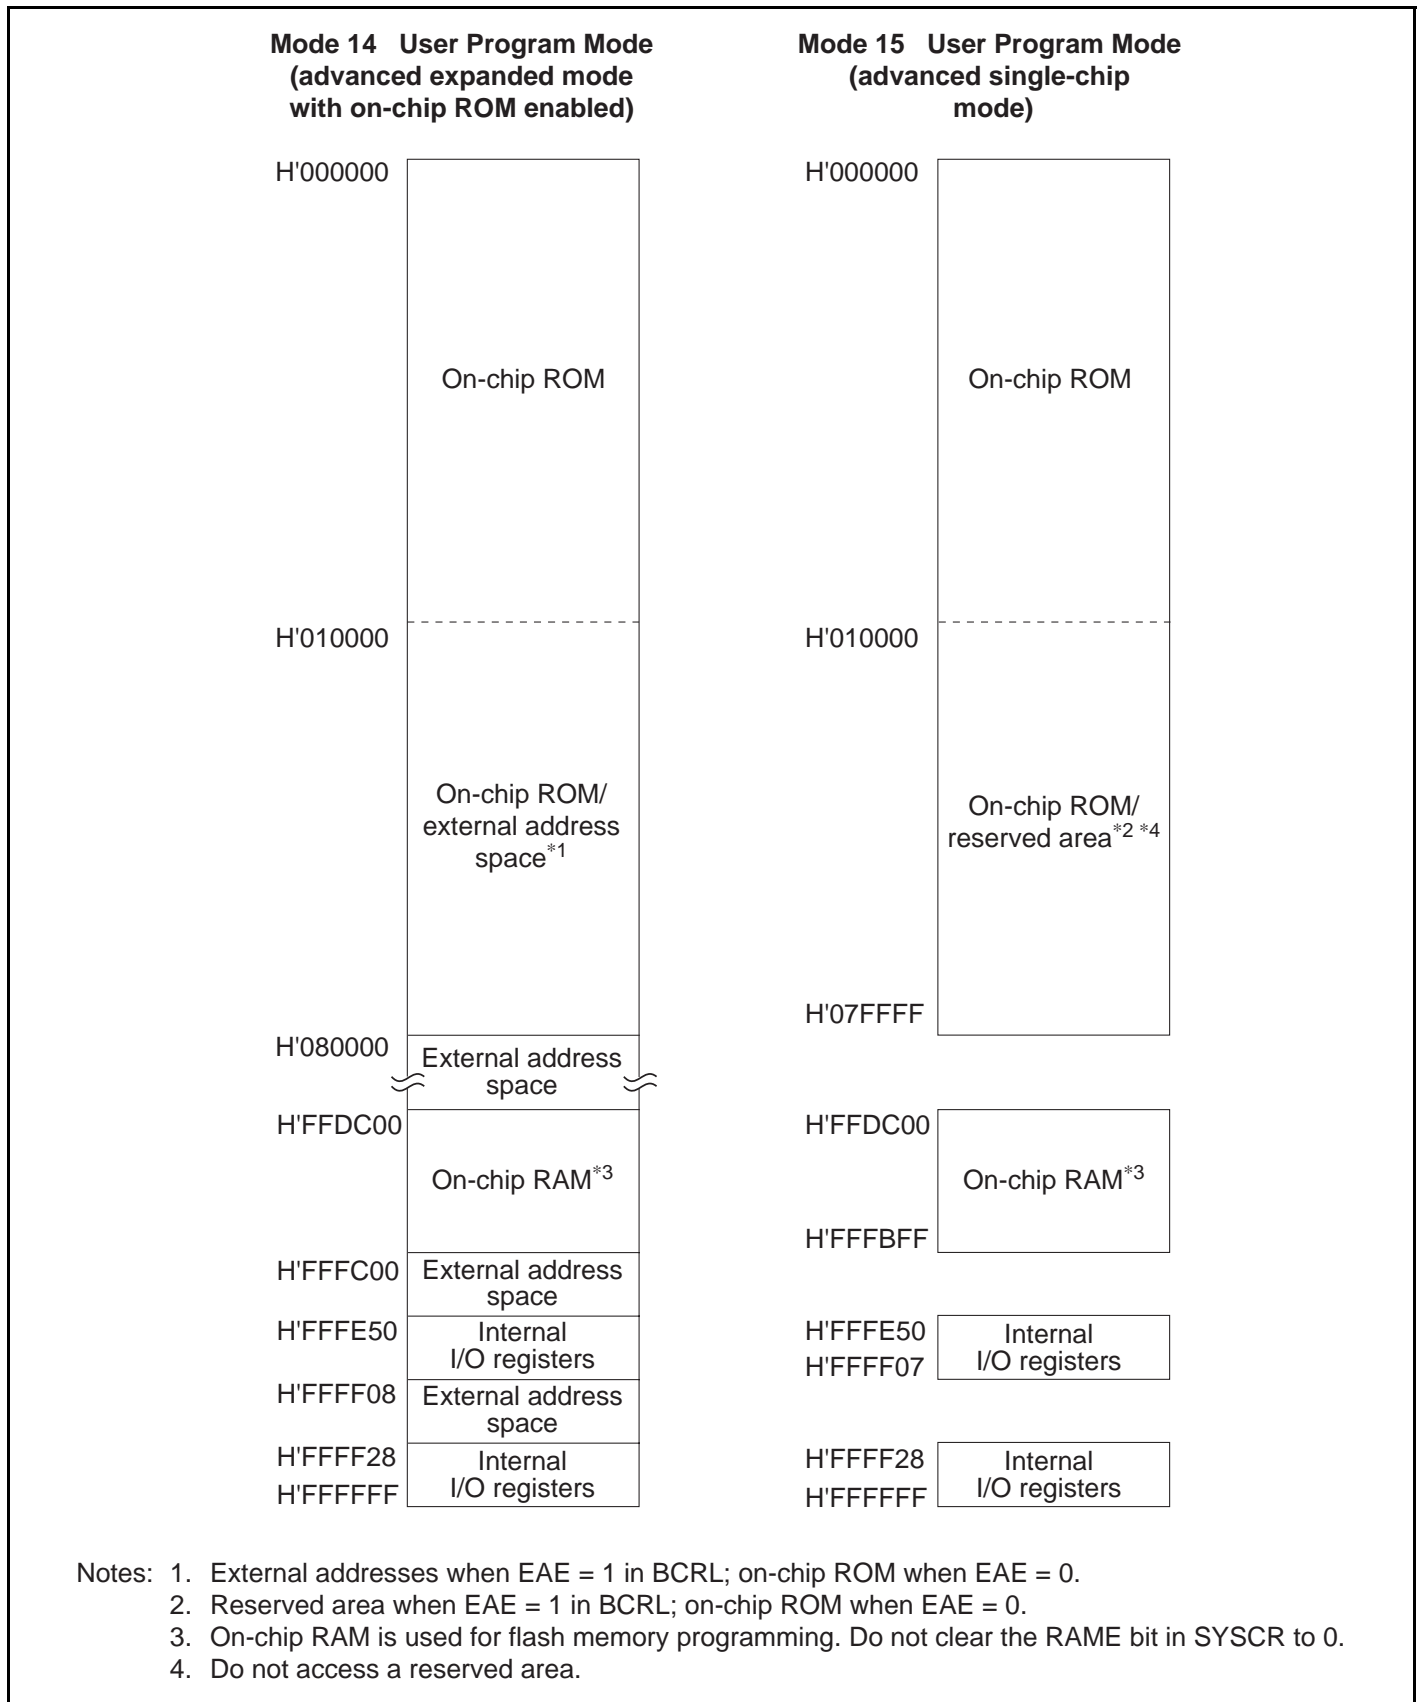 Mode 14 User Program Mode
(advanced expanded mode
with on-chip ROM enabled)
H'000000
On-chip ROM
H'010000
On-chip ROM/
external address
space*1
H'080000
External address
space
H'FFDC00
On-chip RAM*3
H'FFFC00
External address
space
H'FFFE50
Internal
I/O registers
H'FFFF08
External address
space
H'FFFF28
Internal
I/O registers
H'FFFFFF
Mode 15 User Program Mode
(advanced single-chip
mode)
H'000000
On-chip ROM
H'010000
On-chip ROM/
reserved area*2 *4
H'07FFFF
H'FFDC00
On-chip RAM*3
H'FFFBFF
H'FFFE50
Internal
I/O registers
H'FFFF07
H'FFFF28
Internal
I/O registers
H'FFFFFF
Notes: 1. External addresses when EAE = 1 in BCRL; on-chip ROM when EAE = 0.
2. Reserved area when EAE = 1 in BCRL; on-chip ROM when EAE = 0.
3. On-chip RAM is used for flash memory programming. Do not clear the RAME bit in SYSCR to 0.
4. Do not access a reserved area.